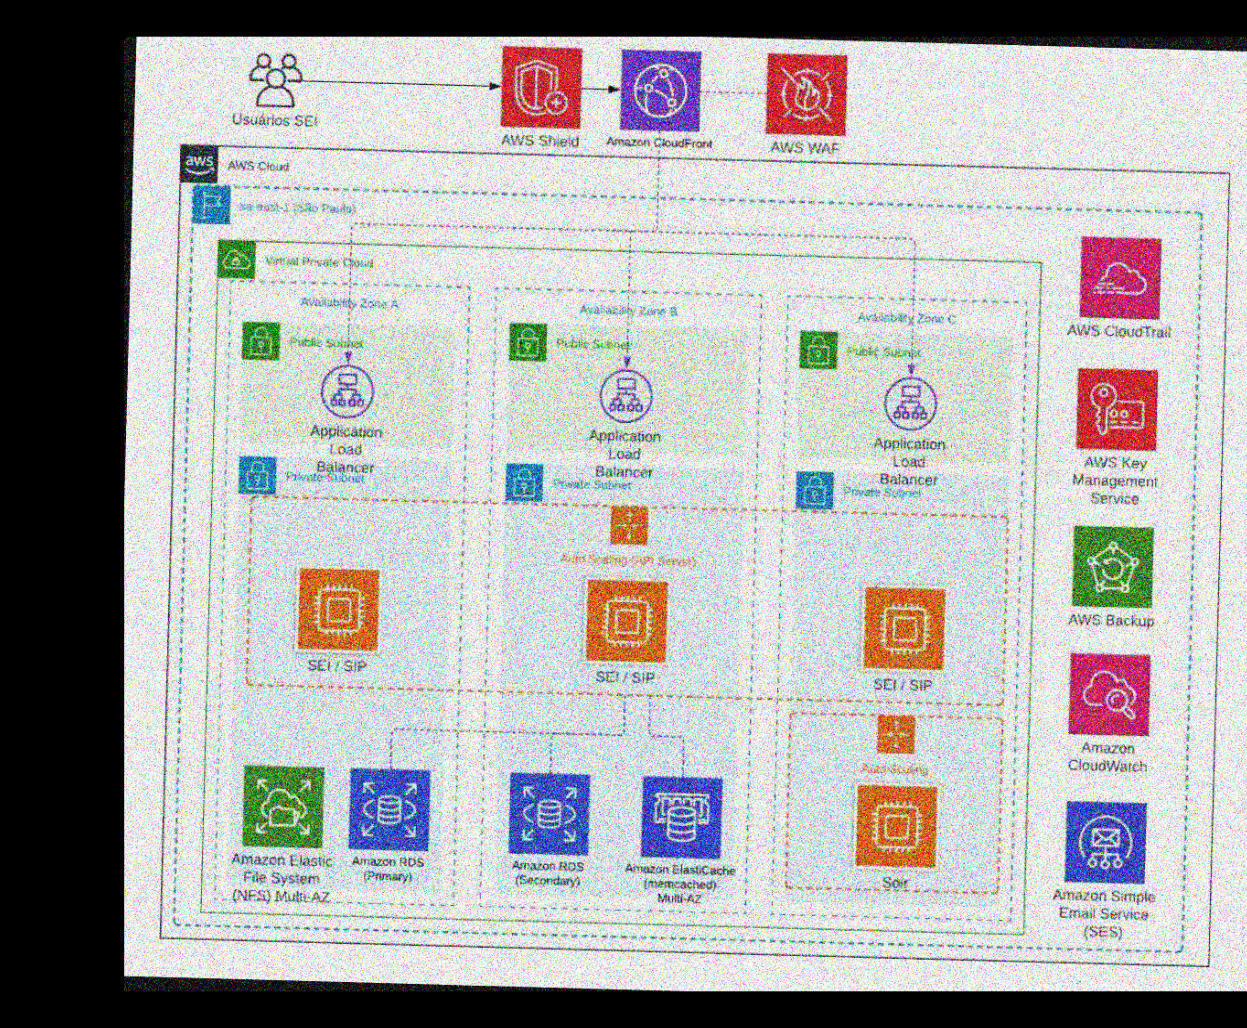 Usuários SEI
AWS Shield
Amazon CloudFront
AWS WAF
aws
AWS Cloud
sa-east-1 (São Paulo)
Virtual Private Cloud
Availability Zone A
Availability Zone B
Availability Zone C
Public Subnet
Public Subnet
Public Subnet
Application
Load
Balancer
Application
Load
Balancer
Application
Load
Balancer
Private Subnet
Private Subnet
Private Subnet
Auto Scaling
SEI / SIP
SEI / SIP
SEI / SIP
Auto Scaling
Solr
Amazon Elastic
File System
(NFS) Multi-AZ
Amazon RDS
(Primary)
Amazon RDS
(Secondary)
Amazon ElastiCache
(memcached)
Multi-AZ
AWS CloudTrail
AWS Key
Management
Service
AWS Backup
Amazon
CloudWatch
Amazon Simple
Email Service
(SES)